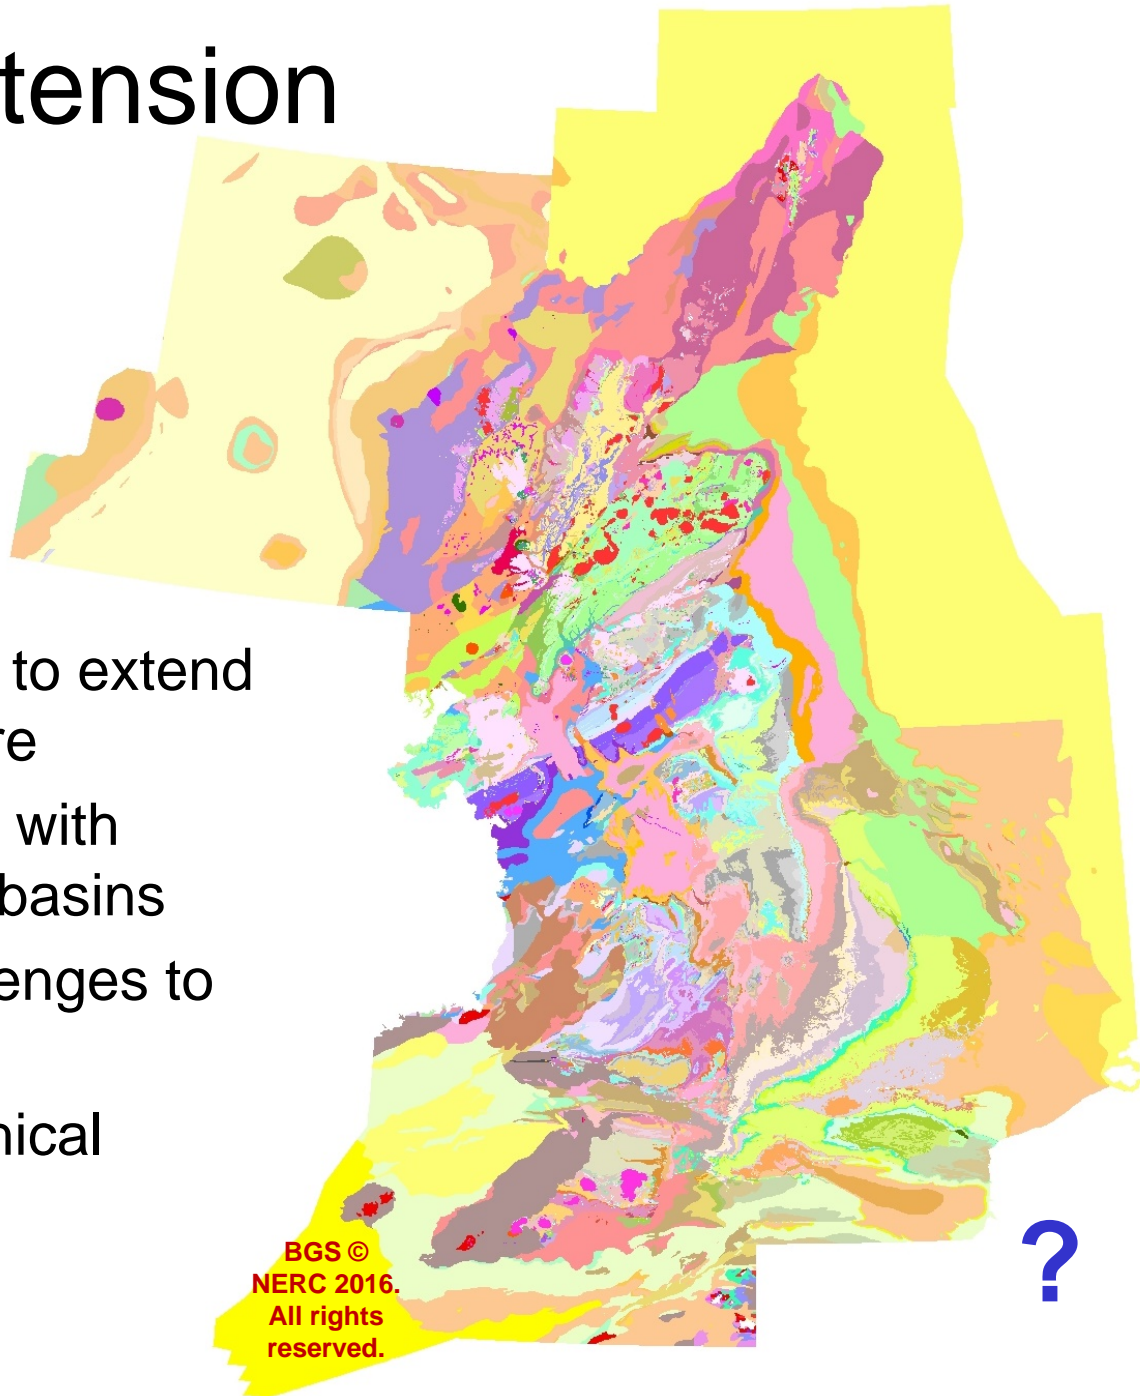 tension
to extend
re
with
basins
enges to
nical
BGS ©
NERC 2016.
All rights
reserved.
?